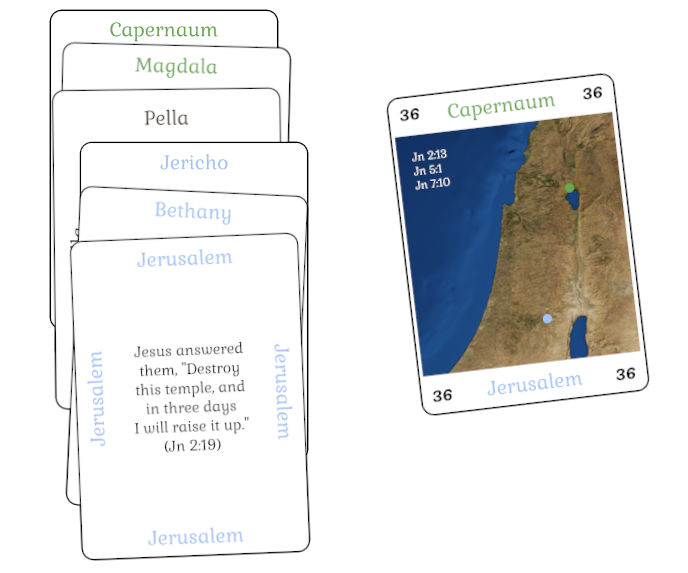 Capernaum
Magdala
Pella
Jericho
Bethany
Jerusalem
Jerusalem
Jesus answered
them, "Destroy
this temple, and
in three days
I will raise it up."
(Jn 2:19)
Jerusalem
Jerusalem
36 Capernaum 36
Jn 2:13
Jn 5:1
Jn 7:10
36 Jerusalem 36